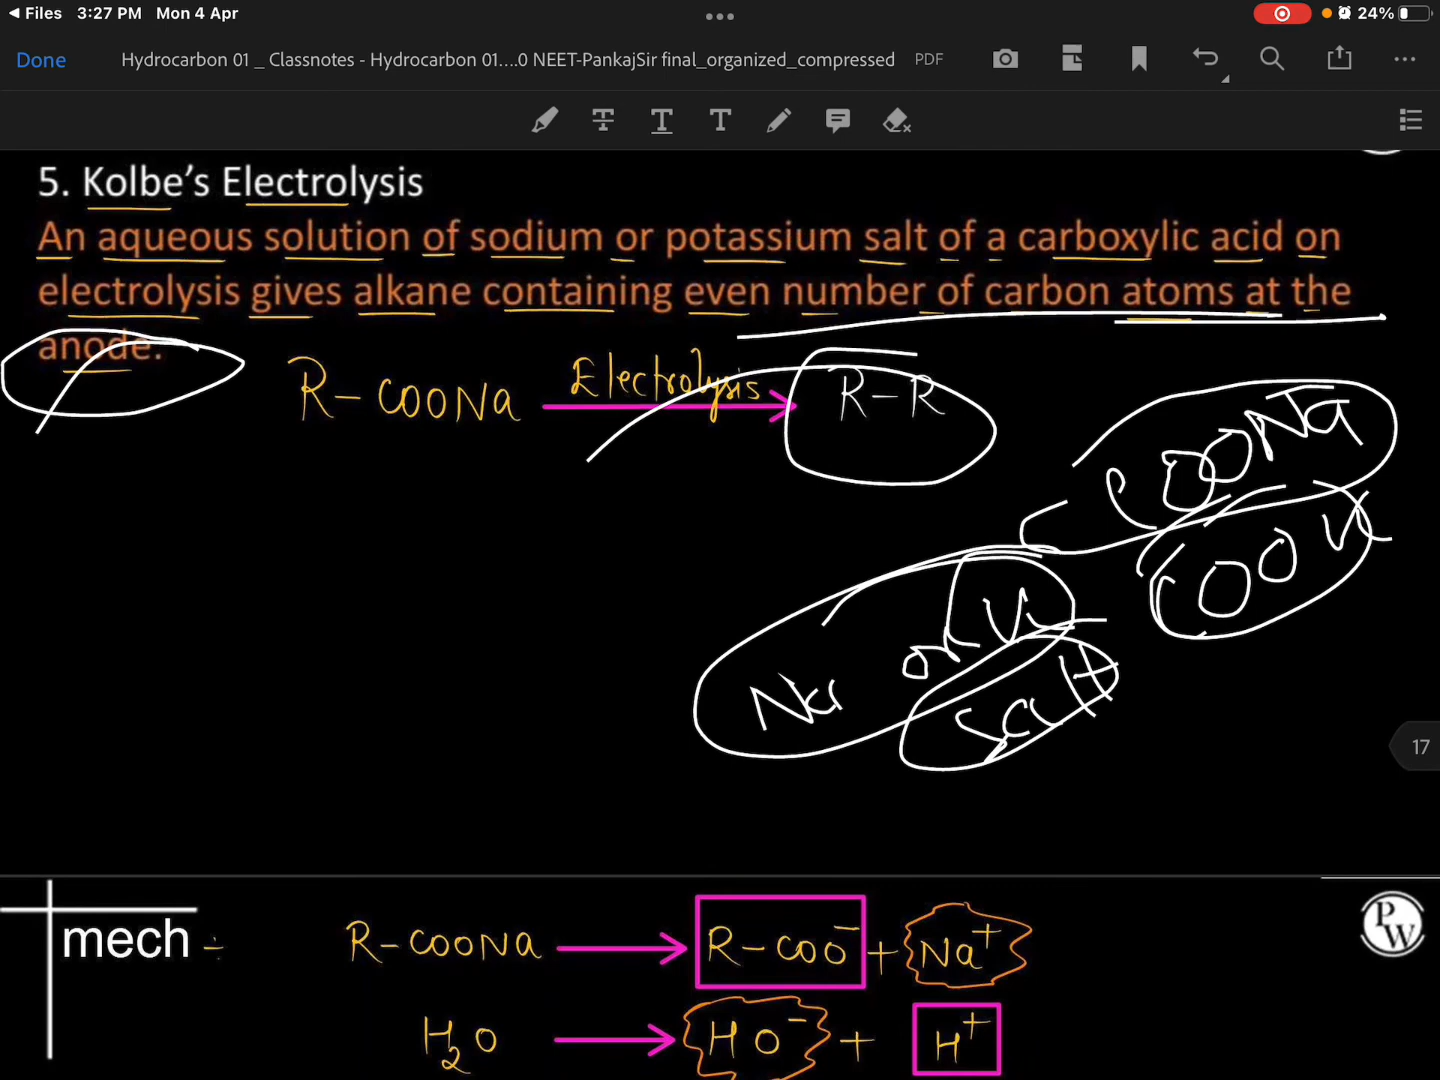 Files 3:27 PM Mon 4 Apr 24%
Done Hydrocarbon 01 _ Classnotes - Hydrocarbon 01....0 NEET-PankajSir final_organized_compressed PDF
5. Kolbe's Electrolysis
An aqueous solution of sodium or potassium salt of a carboxylic acid on
electrolysis gives alkane containing even number of carbon atoms at the
anode.
R-COONa Electrolysis R-R
COONa
COOK
Na or K
Salt
17
mech ÷ R-COONa → R-COO⁻ + Na⁺
PW
H₂O → HO⁻ + H⁺